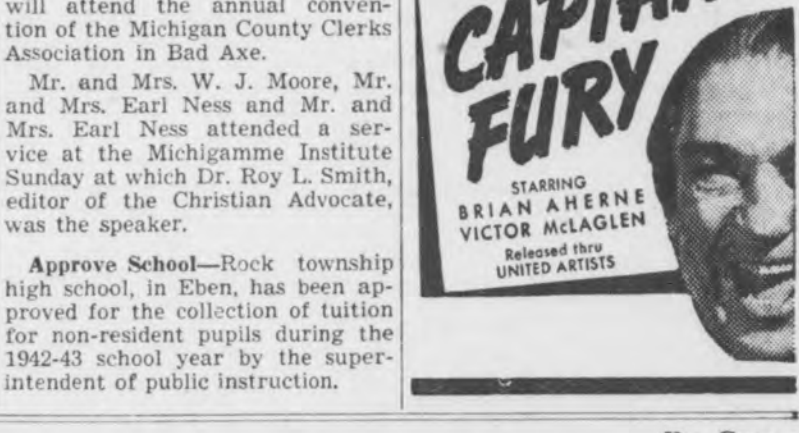 will attend the annual conven-
tion of the Michigan County Clerks
Association in Bad Axe.
Mr. and Mrs. W. J. Moore, Mr.
and Mrs. Earl Ness and Mr. and
Mrs. Earl Ness attended a ser-
vice at the Michigamme Institute
Sunday at which Dr. Roy L. Smith,
editor of the Christian Advocate,
was the speaker.
Approve School—Rock township
high school, in Eben, has been ap-
proved for the collection of tuition
for non-resident pupils during the
1942-43 school year by the super-
intendent of public instruction.
CAPTAI
FURY
STARRING
BRIAN AHERNE
VICTOR McLAGLEN
Released thru
UNITED ARTISTS